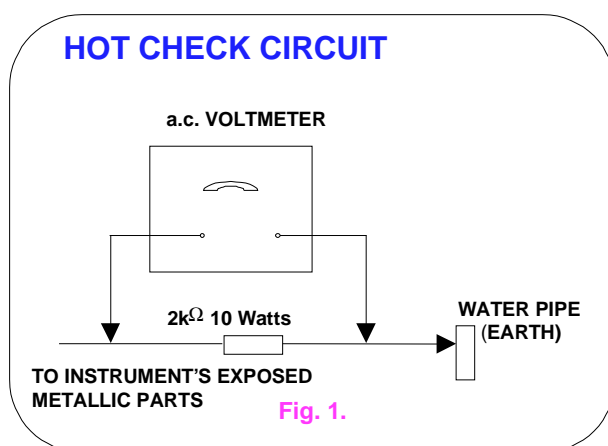 HOT CHECK CIRCUIT
a.c. VOLTMETER
2kΩ 10 Watts
WATER PIPE
(EARTH)
TO INSTRUMENT'S EXPOSED
METALLIC PARTS
Fig. 1.